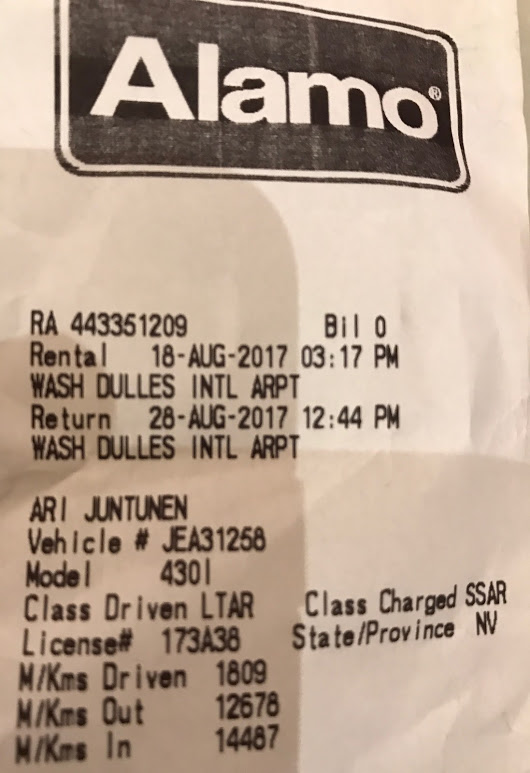 Alamo®
RA 443351209 Bil 0
Rental 18-AUG-2017 03:17 PM
WASH DULLES INTL ARPT
Return 28-AUG-2017 12:44 PM
WASH DULLES INTL ARPT
ARI JUNTUNEN
Vehicle # JEA31258
Model 430I
Class Driven LTAR Class Charged SSAR
License# 173A38 State/Province NV
M/Kms Driven 1809
M/Kms Out 12678
M/Kms In 14487